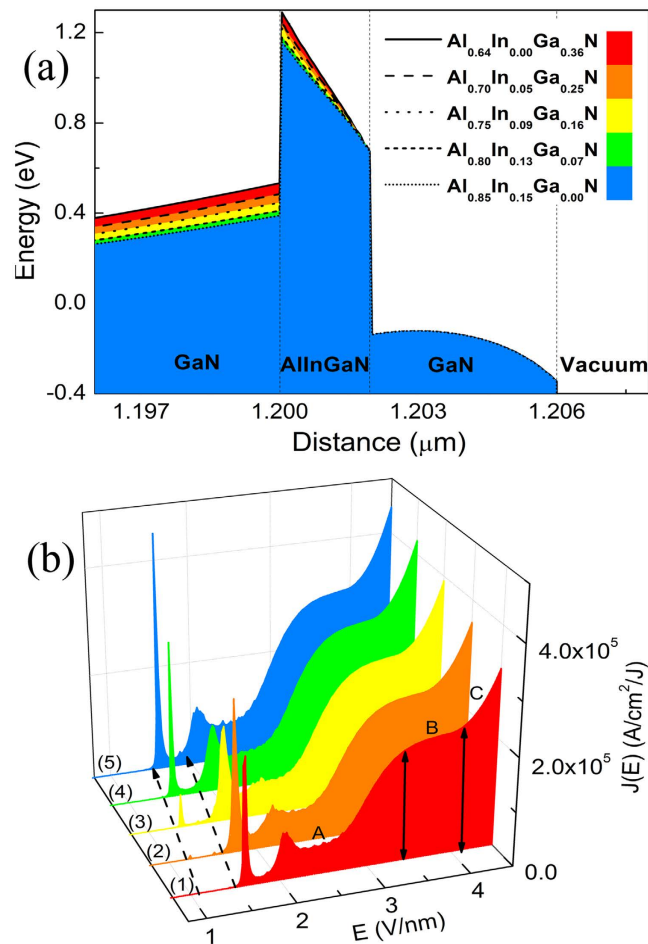 (a)
1.2
0.8
0.4
0.0
-0.4
Energy (eV)
Al0.64In0.00Ga0.36N
Al0.70In0.05Ga0.25N
Al0.75In0.09Ga0.16N
Al0.80In0.13Ga0.07N
Al0.85In0.15Ga0.00N
GaN
AlInGaN
GaN
Vacuum
1.197
1.200
1.203
1.206
Distance (μm)
(b)
(5)
(4)
(3)
(2)
(1)
A
B
C
4.0x10^5
2.0x10^5
0.0
J(E) (A/cm²/J)
1
2
3
4
E (V/nm)